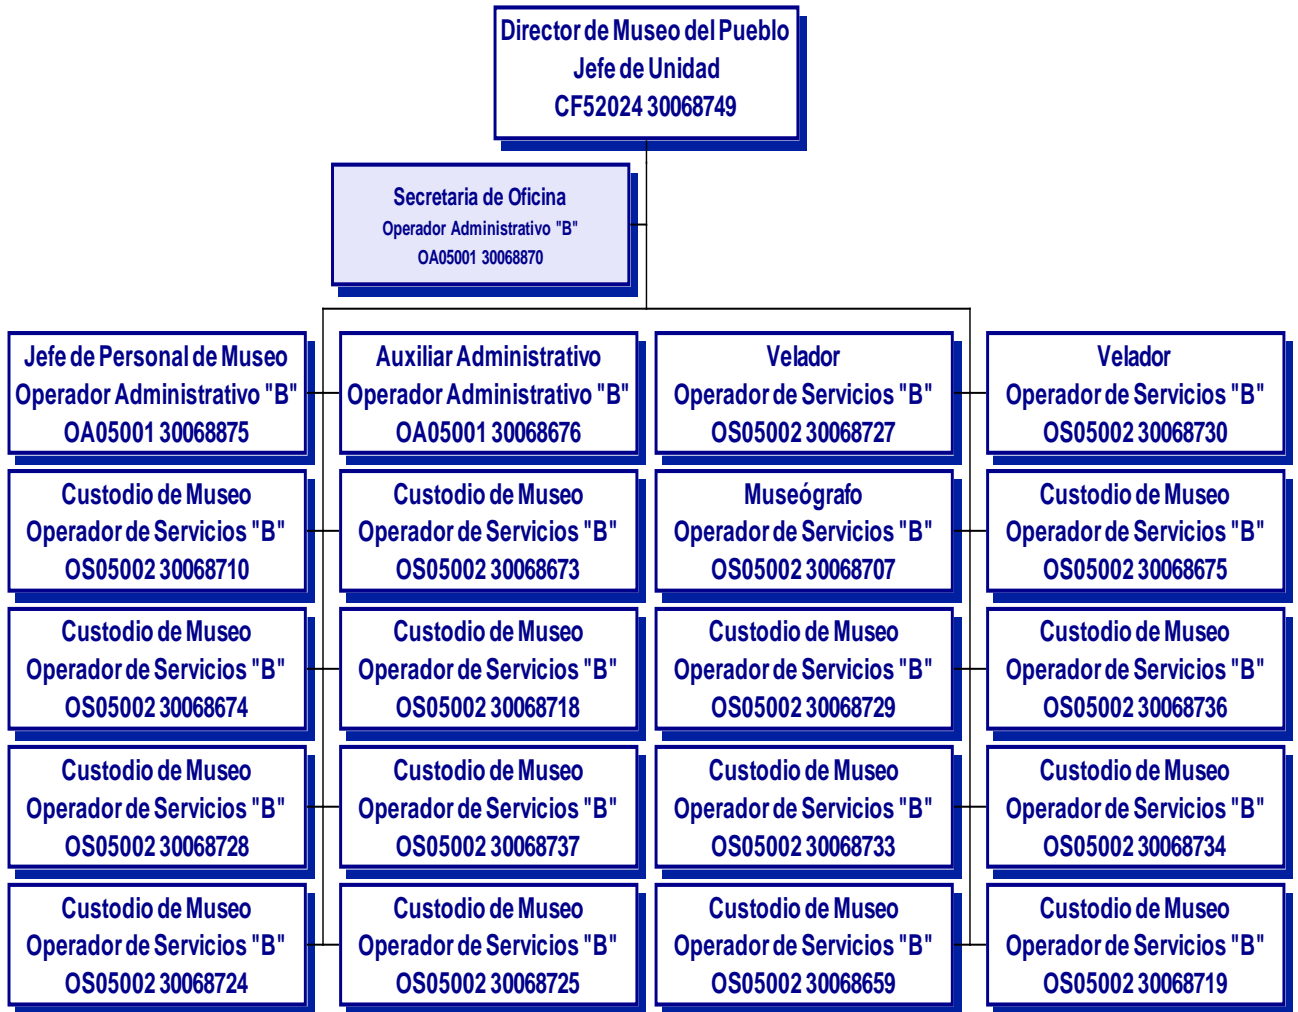 Director de Museo del Pueblo
Jefe de Unidad
CF52024 30068749
Secretaria de Oficina
Operador Administrativo "B"
OA05001 30068870
Jefe de Personal de Museo
Operador Administrativo "B"
OA05001 30068875
Auxiliar Administrativo
Operador Administrativo "B"
OA05001 30068676
Velador
Operador de Servicios "B"
OS05002 30068727
Velador
Operador de Servicios "B"
OS05002 30068730
Custodio de Museo
Operador de Servicios "B"
OS05002 30068710
Custodio de Museo
Operador de Servicios "B"
OS05002 30068673
Museógrafo
Operador de Servicios "B"
OS05002 30068707
Custodio de Museo
Operador de Servicios "B"
OS05002 30068675
Custodio de Museo
Operador de Servicios "B"
OS05002 30068674
Custodio de Museo
Operador de Servicios "B"
OS05002 30068718
Custodio de Museo
Operador de Servicios "B"
OS05002 30068729
Custodio de Museo
Operador de Servicios "B"
OS05002 30068736
Custodio de Museo
Operador de Servicios "B"
OS05002 30068728
Custodio de Museo
Operador de Servicios "B"
OS05002 30068737
Custodio de Museo
Operador de Servicios "B"
OS05002 30068733
Custodio de Museo
Operador de Servicios "B"
OS05002 30068734
Custodio de Museo
Operador de Servicios "B"
OS05002 30068724
Custodio de Museo
Operador de Servicios "B"
OS05002 30068725
Custodio de Museo
Operador de Servicios "B"
OS05002 30068659
Custodio de Museo
Operador de Servicios "B"
OS05002 30068719